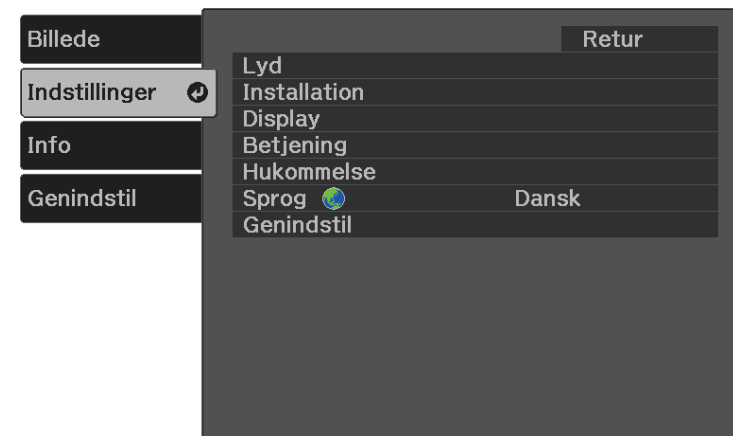 Billede
Indstillinger
Info
Genindstil
Retur
Lyd
Installation
Display
Betjening
Hukommelse
Sprog Dansk
Genindstil